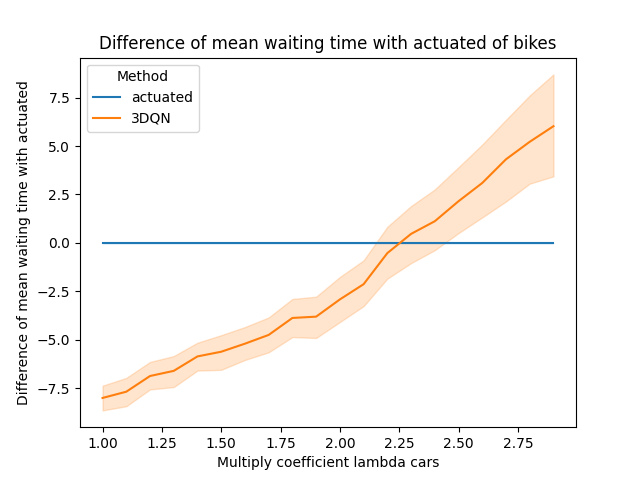 Difference of mean waiting time with actuated of bikes
Method
actuated
3DQN
Difference of mean waiting time with actuated
7.5
5.0
2.5
0.0
−2.5
−5.0
−7.5
1.00
1.25
1.50
1.75
2.00
2.25
2.50
2.75
Multiply coefficient lambda cars